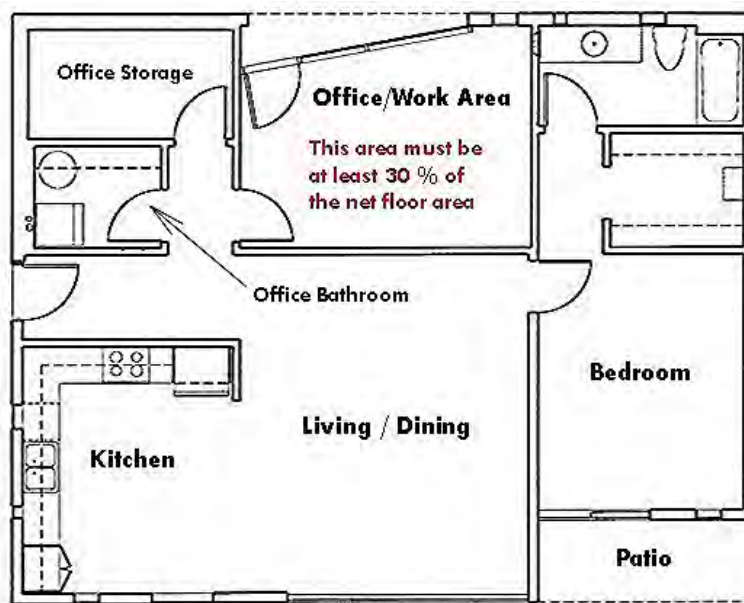 Office Storage
Office/Work Area
This area must be
at least 30 % of
the net floor area
Office Bathroom
Bedroom
Living / Dining
Kitchen
Patio